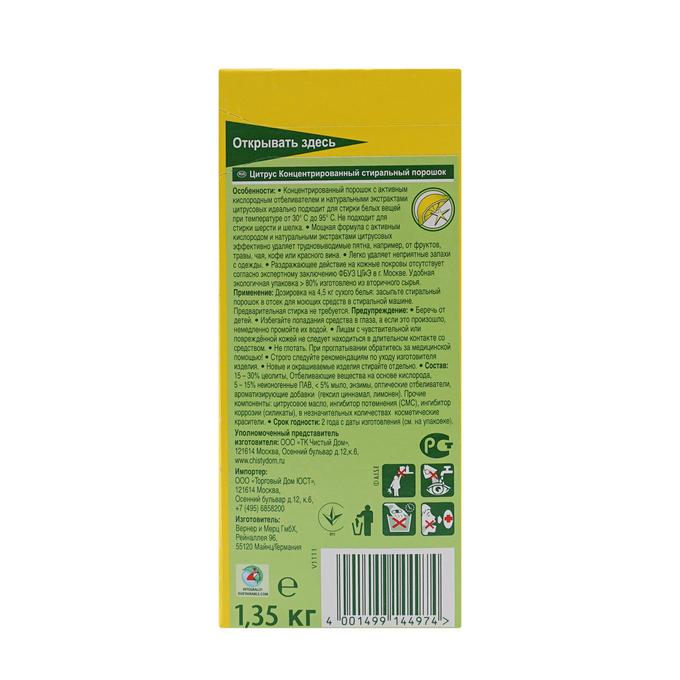 Открывать здесь
RUS Цитрус Концентрированный стиральный порошок
Особенности: • Концентрированный порошок с активным
кислородным отбеливателем и натуральными экстрактами
цитрусовых идеально подходит для стирки белых вещей
при температуре от 30° С до 95° С. Не подходит для
стирки шерсти и шелка. • Мощная формула с активным
кислородом и натуральными экстрактами цитрусовых
эффективно удаляет трудновыводимые пятна, например, от фруктов,
травы, чая, кофе или красного вина. • Легко удаляет неприятные запахи
с одежды. • Раздражающее действие на кожные покровы отсутствует
согласно экспертному заключению ФБУЗ ЦГиЭ в г. Москве. Удобная
экологичная упаковка > 80% изготовлено из вторичного сырья.
Применение: Дозировка на 4,5 кг сухого белья: засыпьте стиральный
порошок в отсек для моющих средств в стиральной машине.
Предварительная стирка не требуется. Предупреждение: • Беречь от
детей. • Избегайте попадания средства в глаза, а если это произошло,
немедленно промойте их водой. • Лицам с чувствительной или
повреждённой кожей не следует находиться в длительном контакте со
средством. • Не глотать. При проглатывании обратитесь за медицинской
помощью! • Строго следуйте рекомендациям по уходу изготовителя
изделия. • Новые и окрашиваемые изделия стирайте отдельно. • Состав:
15 – 30% цеолиты, Отбеливающие вещества на основе кислорода,
5 – 15% неионогенные ПАВ, < 5% мыло, энзимы, оптические отбеливатели,
ароматизирующие добавки (гексил циннамал, лимонен). Прочие
компоненты: цитрусовое масло, ингибитор потемнения (СМС), ингибитор
коррозии (силикаты), в незначительных количествах косметические
красители. • Срок годности: 2 года с даты изготовления (см. на упаковке).
Уполномоченный представитель
изготовителя: ООО «ТК Чистый Дом»,
121614 Москва, Осенний бульвар д.12,к.6,
www.chistydom.com
Импортер:
ООО «Торговый Дом ЮСТ»,
121614 Москва,
Осенний бульвар д.12, к.6,
+7 (495) 6858200
Изготовитель:
Вернер и Мерц ГмбХ,
Рейналлея 96,
55120 Майнц/Германия
РСТ
© A.I.S.E.
V1111
INTEGRALLY
SUSTAINABLE.COM
e
1,35 кг
4 001499 144974 >